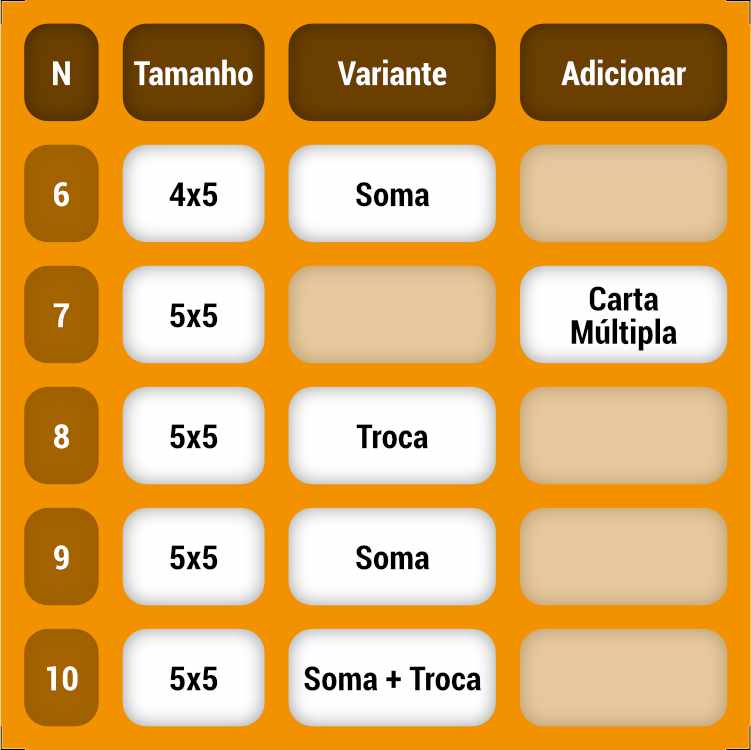 N Tamanho Variante Adicionar
6 4x5 Soma
7 5x5 Carta
Múltipla
8 5x5 Troca
9 5x5 Soma
10 5x5 Soma + Troca